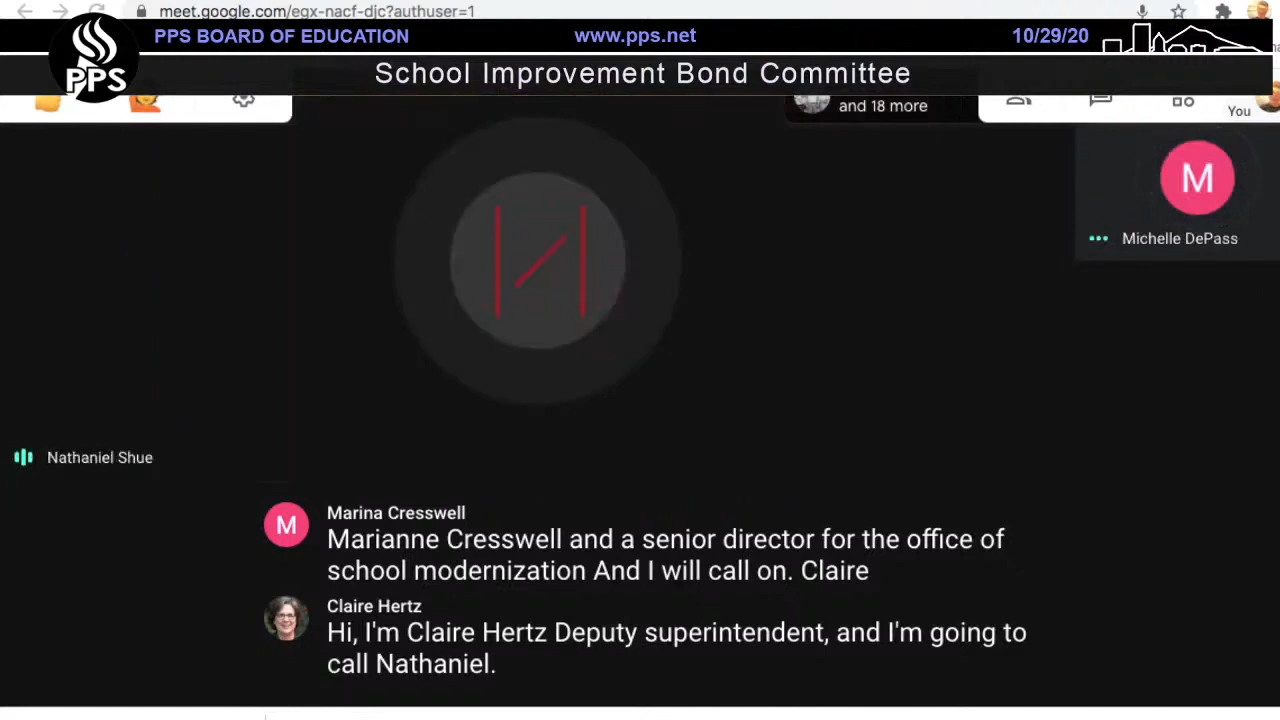 meet.google.com/egx-nacf-djc?authuser=1
PPS BOARD OF EDUCATION www.pps.net 10/29/20
PPS
School Improvement Bond Committee
and 18 more
You
M
Michelle DePass
Nathaniel Shue
M
Marina Cresswell
Marianne Cresswell and a senior director for the office of
school modernization And I will call on. Claire
Claire Hertz
Hi, I'm Claire Hertz Deputy superintendent, and I'm going to
call Nathaniel.